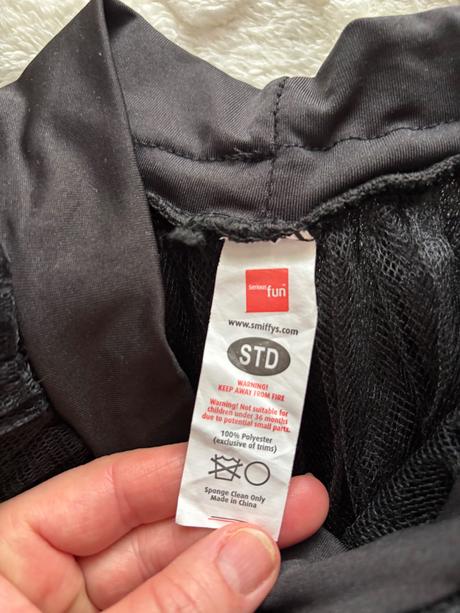 Serious
fun
www.smiffys.com
STD
WARNING!
KEEP AWAY FROM FIRE
Warning! Not suitable for
children under 36 months
due to potential small parts.
100% Polyester
(exclusive of trims)
Sponge Clean Only
Made in China